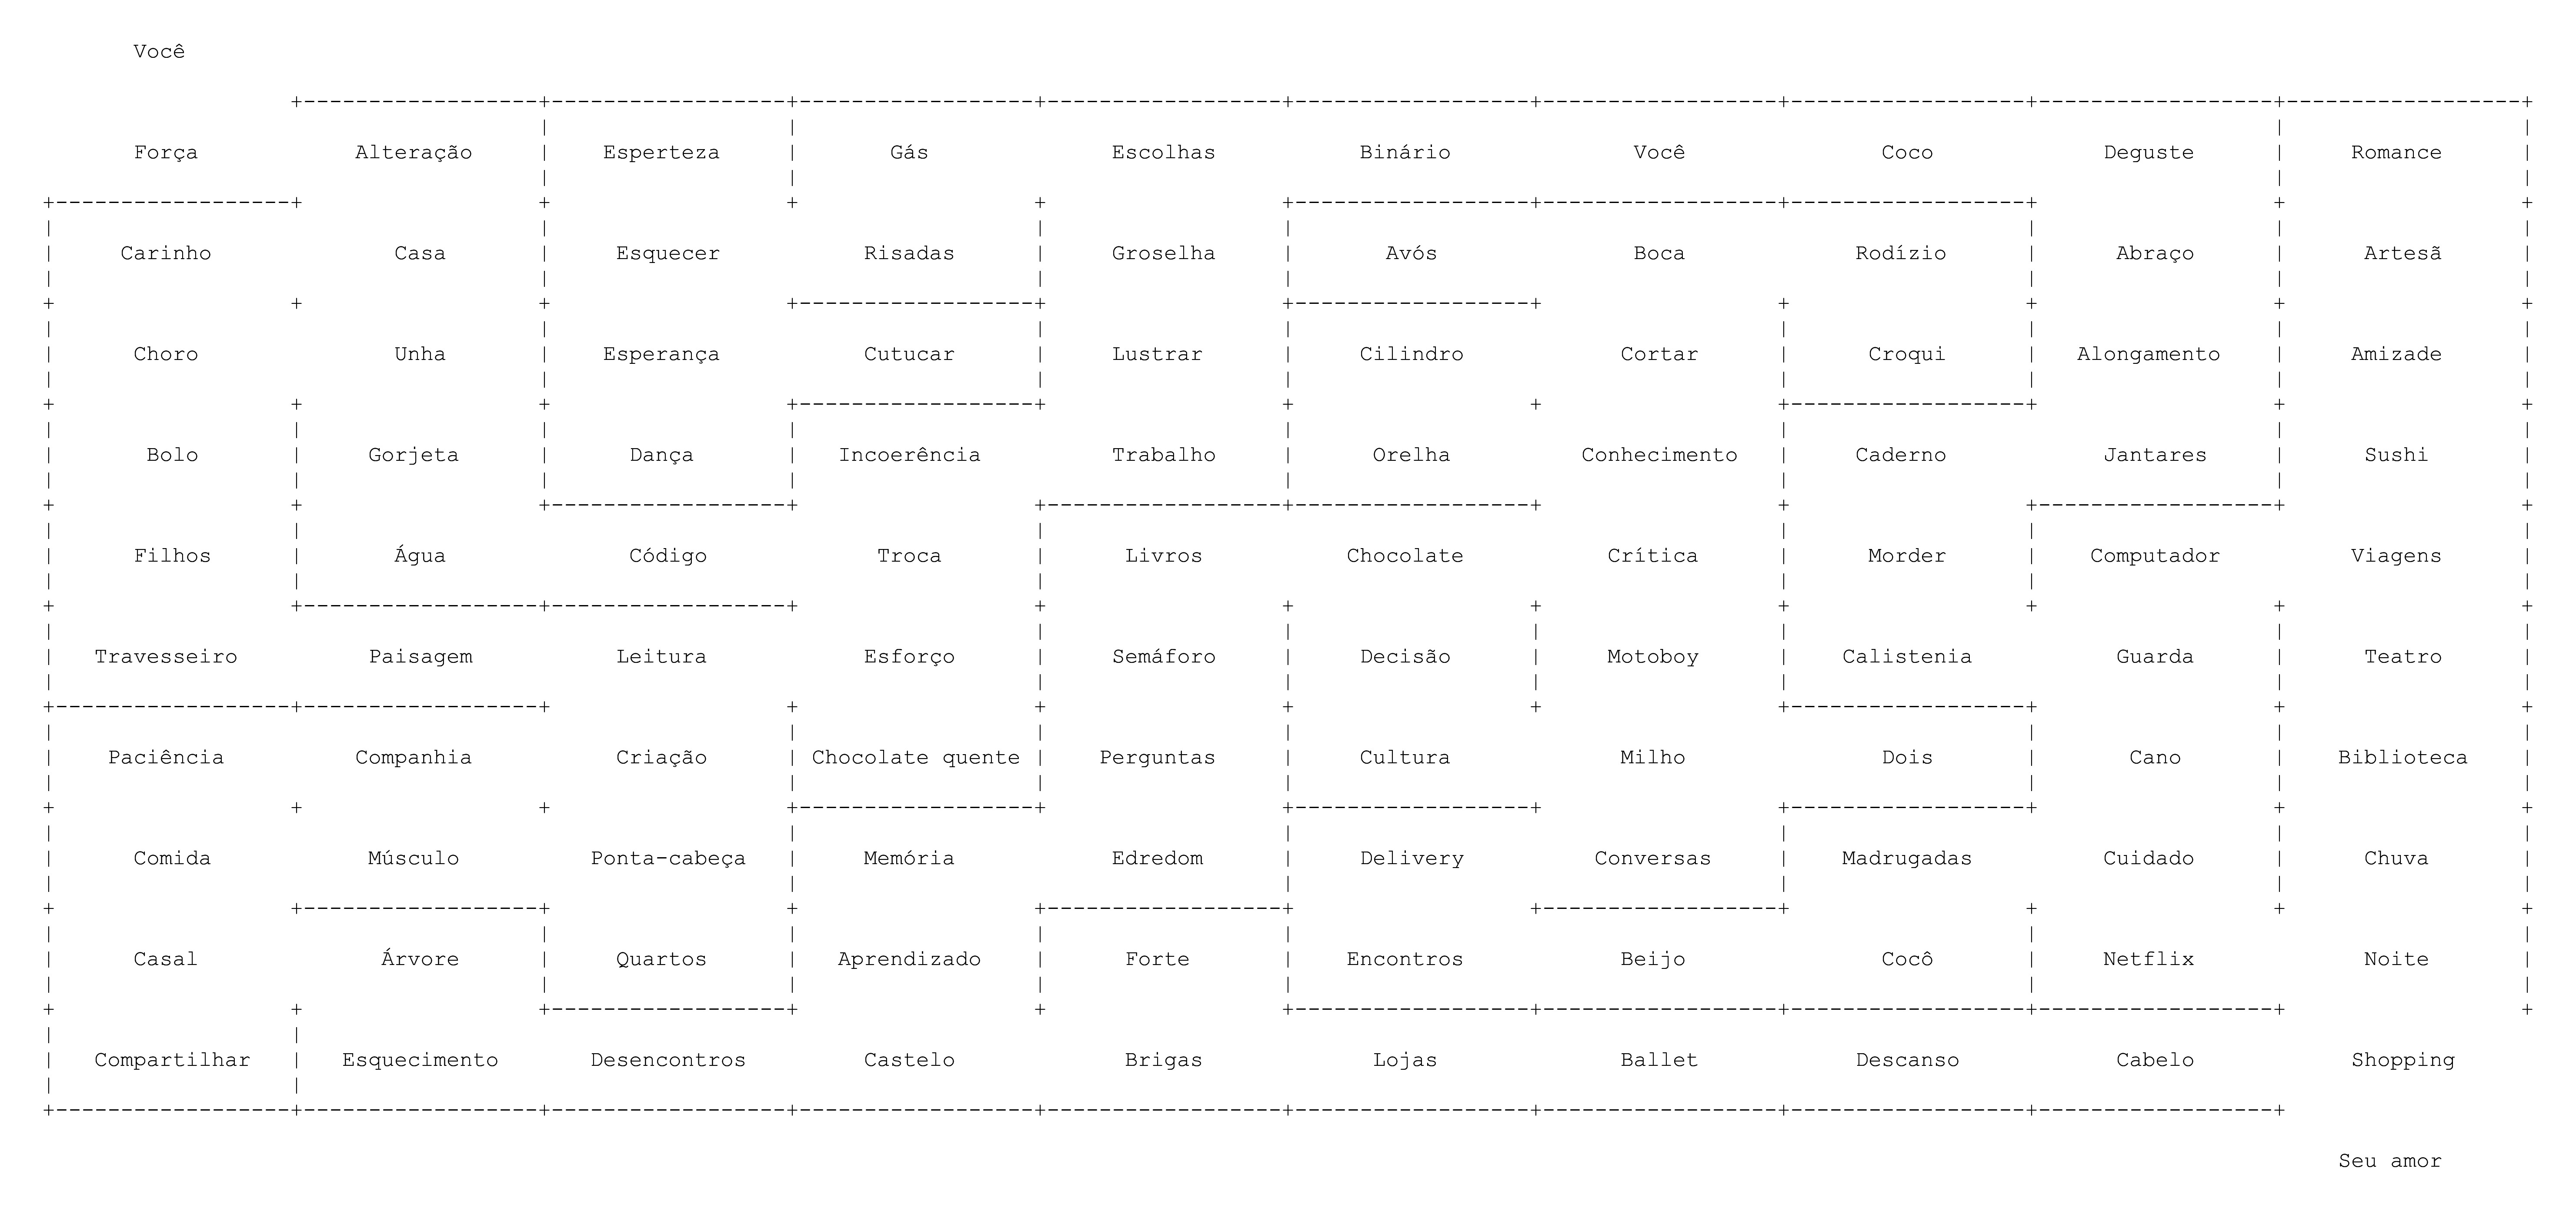 Você
Força Alteração Esperteza Gás Escolhas Binário Você Coco Deguste Romance
Carinho Casa Esquecer Risadas Groselha Avós Boca Rodízio Abraço Artesã
Choro Unha Esperança Cutucar Lustrar Cilindro Cortar Croqui Alongamento Amizade
Bolo Gorjeta Dança Incoerência Trabalho Orelha Conhecimento Caderno Jantares Sushi
Filhos Água Código Troca Livros Chocolate Crítica Morder Computador Viagens
Travesseiro Paisagem Leitura Esforço Semáforo Decisão Motoboy Calistenia Guarda Teatro
Paciência Companhia Criação Chocolate quente Perguntas Cultura Milho Dois Cano Biblioteca
Comida Músculo Ponta-cabeça Memória Edredom Delivery Conversas Madrugadas Cuidado Chuva
Casal Árvore Quartos Aprendizado Forte Encontros Beijo Cocô Netflix Noite
Compartilhar Esquecimento Desencontros Castelo Brigas Lojas Ballet Descanso Cabelo Shopping
Seu amor